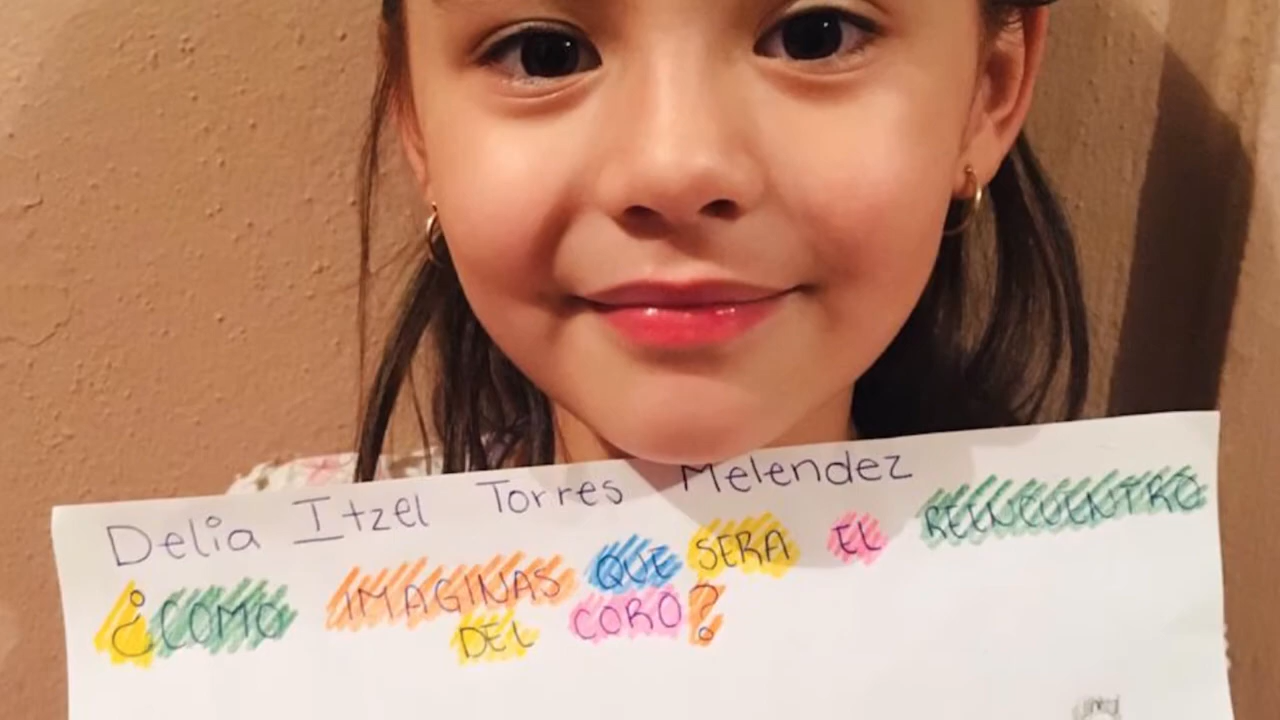 Delia Itzel Torres Melendez
¿COMO IMAGINAS QUE SERA EL REENCUENTRO
DEL CORO?